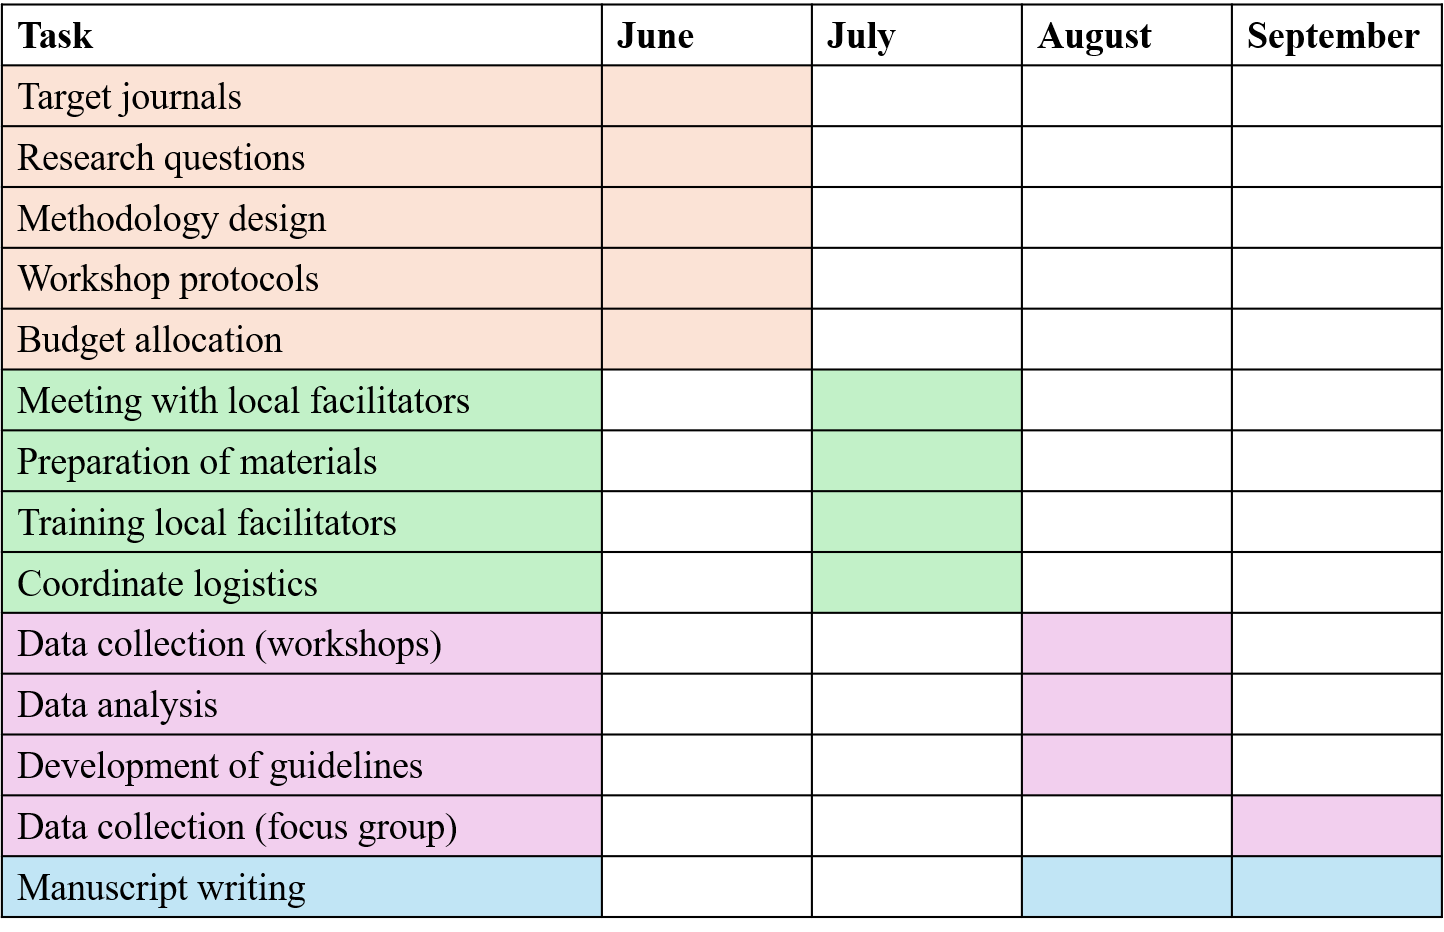 Task June July August September
Target journals
Research questions
Methodology design
Workshop protocols
Budget allocation
Meeting with local facilitators
Preparation of materials
Training local facilitators
Coordinate logistics
Data collection (workshops)
Data analysis
Development of guidelines
Data collection (focus group)
Manuscript writing